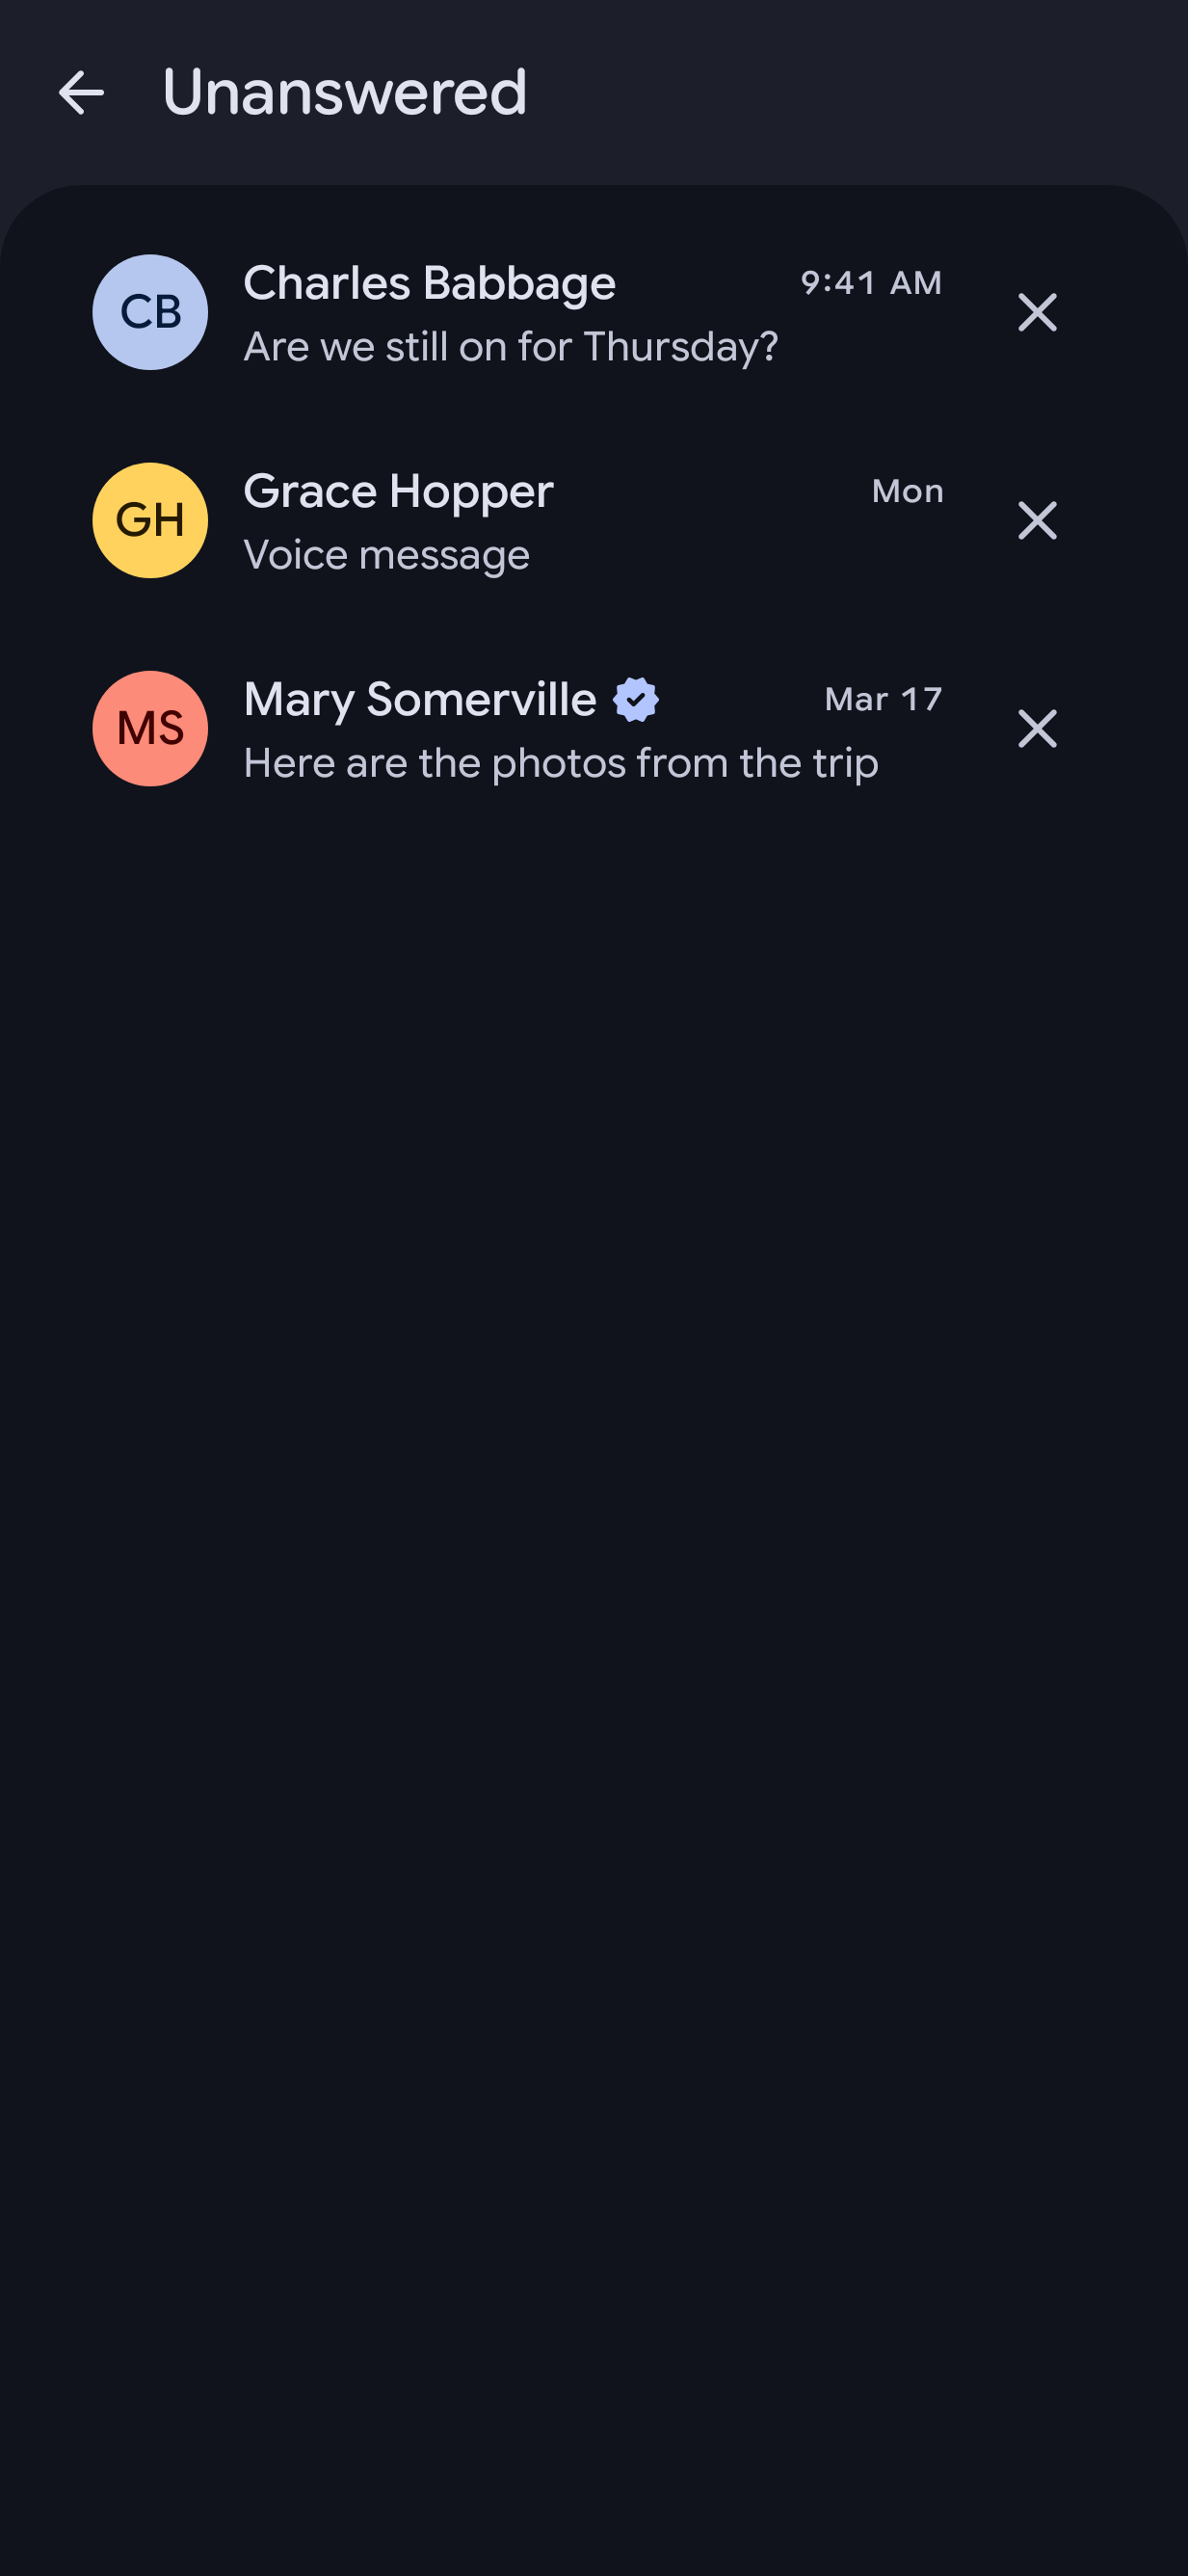 Unanswered
CB
Charles Babbage
9:41 AM
Are we still on for Thursday?
GH
Grace Hopper
Mon
Voice message
MS
Mary Somerville
Mar 17
Here are the photos from the trip